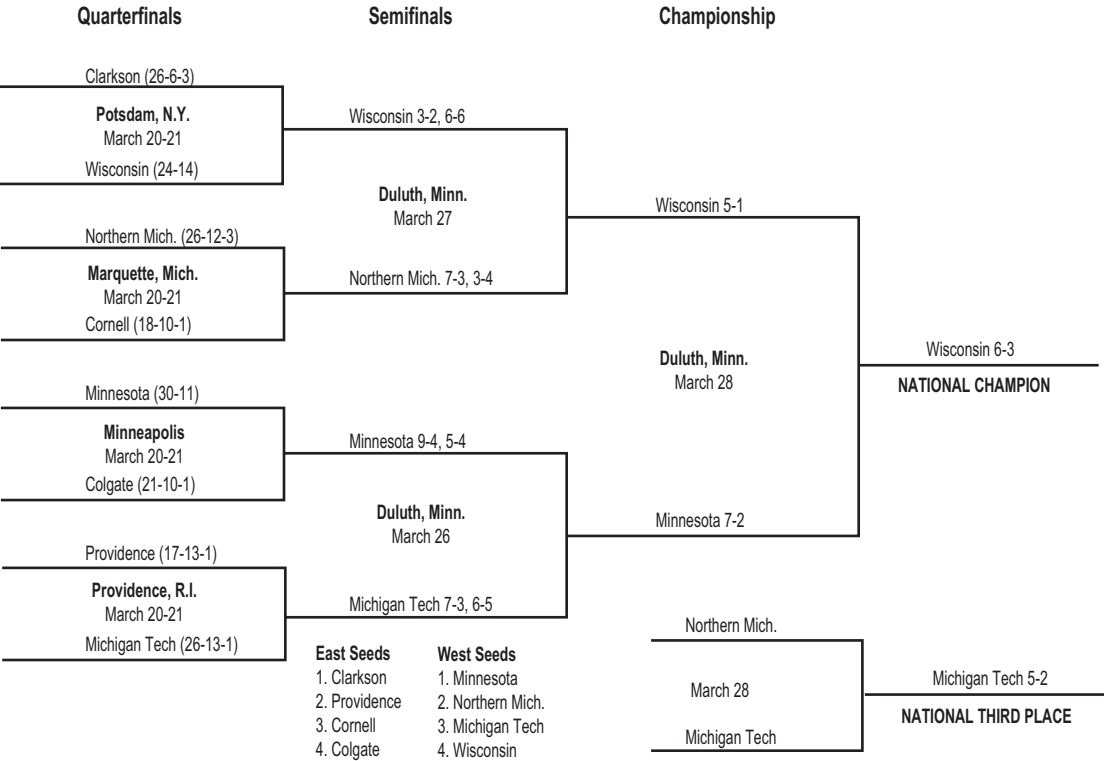 Quarterfinals
Semifinals
Championship
Clarkson (26-6-3)
Potsdam, N.Y.
March 20-21
Wisconsin (24-14)
Northern Mich. (26-12-3)
Marquette, Mich.
March 20-21
Cornell (18-10-1)
Minnesota (30-11)
Minneapolis
March 20-21
Colgate (21-10-1)
Providence (17-13-1)
Providence, R.I.
March 20-21
Michigan Tech (26-13-1)
Wisconsin 3-2, 6-6
Duluth, Minn.
March 27
Northern Mich. 7-3, 3-4
Minnesota 9-4, 5-4
Duluth, Minn.
March 26
Michigan Tech 7-3, 6-5
Wisconsin 5-1
Duluth, Minn.
March 28
Minnesota 7-2
Wisconsin 6-3
NATIONAL CHAMPION
East Seeds
1. Clarkson
2. Providence
3. Cornell
4. Colgate
West Seeds
1. Minnesota
2. Northern Mich.
3. Michigan Tech
4. Wisconsin
Northern Mich.
March 28
Michigan Tech
Michigan Tech 5-2
NATIONAL THIRD PLACE